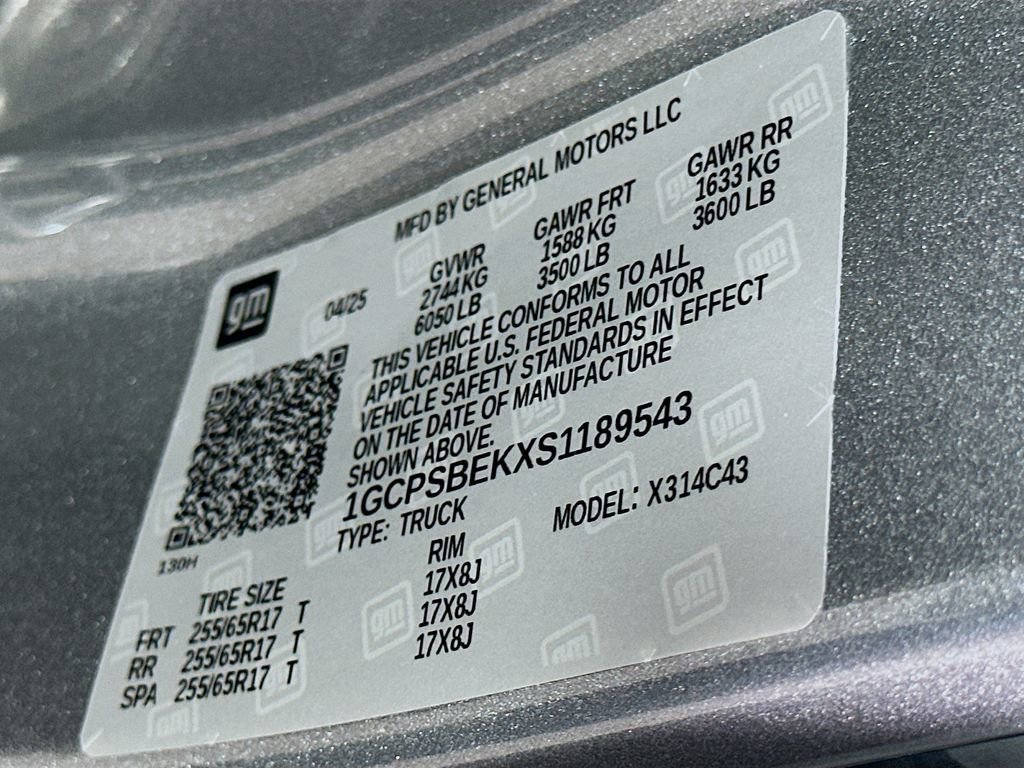 MFD BY GENERAL MOTORS LLC
gm
04/25
GVWR GAWR FRT GAWR RR
2744 KG 1588 KG 1633 KG
6050 LB 3500 LB 3600 LB
THIS VEHICLE CONFORMS TO ALL
APPLICABLE U.S. FEDERAL MOTOR
VEHICLE SAFETY STANDARDS IN EFFECT
ON THE DATE OF MANUFACTURE
SHOWN ABOVE.
1GCPSBEKXS1189543
TYPE: TRUCK MODEL: X314C43
130H
TIRE SIZE RIM
FRT 255/65R17 T 17X8J
RR 255/65R17 T 17X8J
SPA 255/65R17 T 17X8J